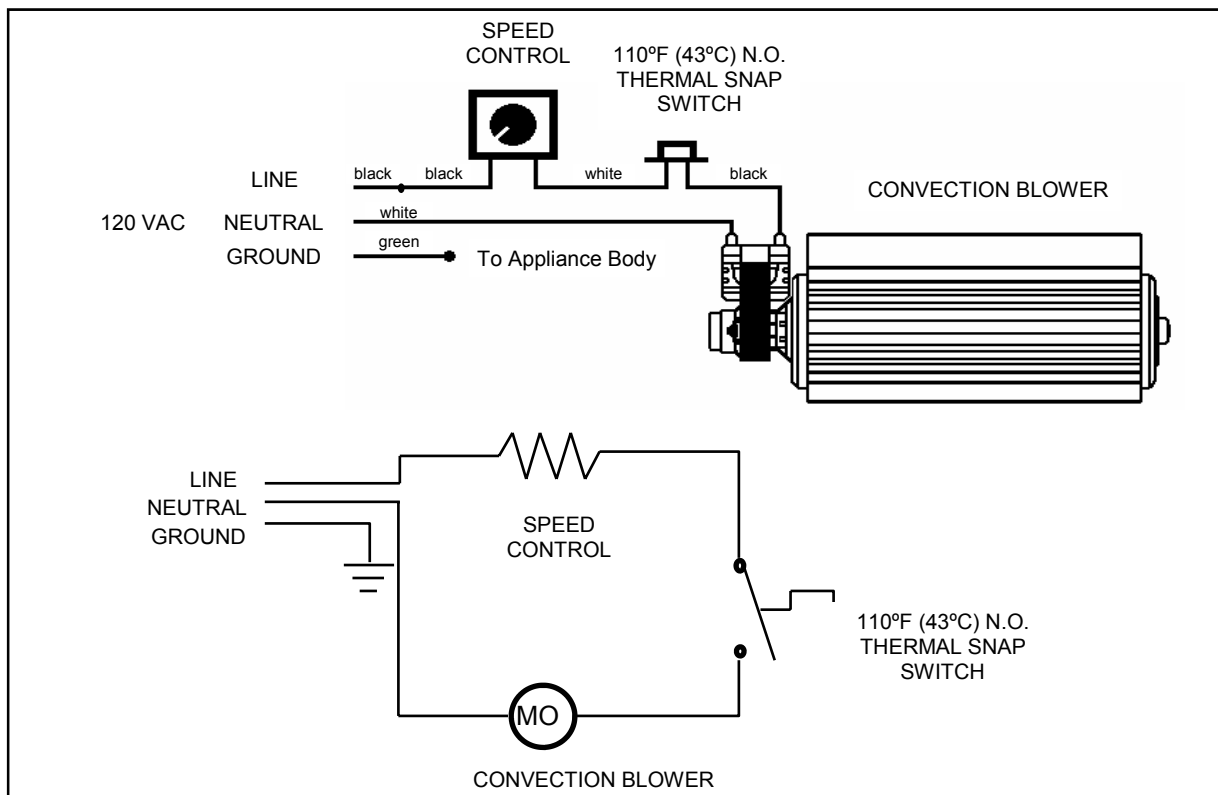 SPEED
CONTROL
110ºF (43ºC) N.O.
THERMAL SNAP
SWITCH
LINE
black
black
white
black
CONVECTION BLOWER
120 VAC
NEUTRAL
white
GROUND
green
To Appliance Body
LINE
NEUTRAL
GROUND
SPEED
CONTROL
110ºF (43ºC) N.O.
THERMAL SNAP
SWITCH
MO
CONVECTION BLOWER